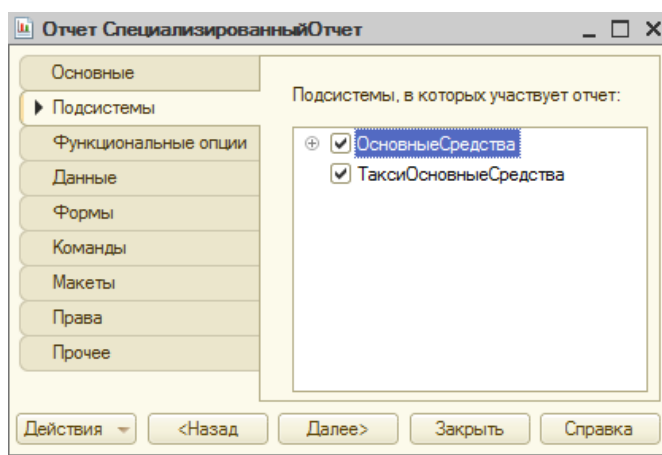 Отчет СпециализированныйОтчет
Основные
Подсистемы
Функциональные опции
Данные
Формы
Команды
Макеты
Права
Прочее
Подсистемы, в которых участвует отчет:
ОсновныеСредства
ТаксиОсновныеСредства
Действия
<Назад
Далее>
Закрыть
Справка